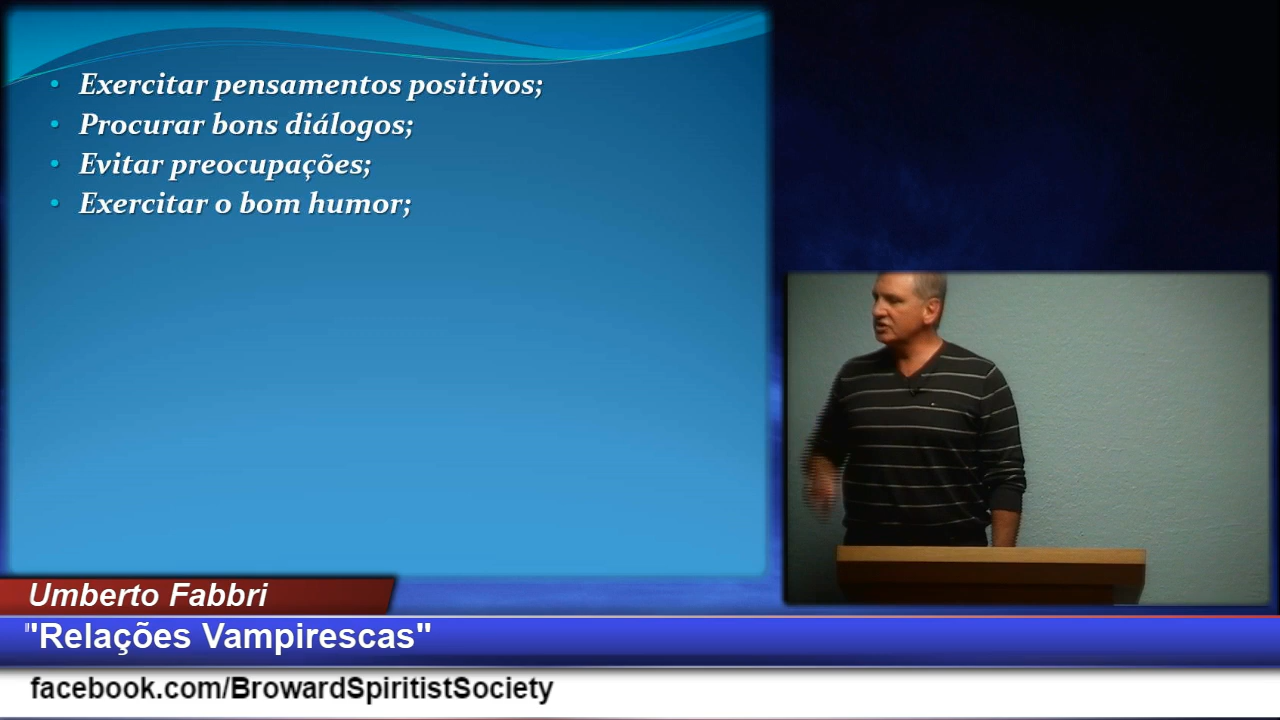 • Exercitar pensamentos positivos;
• Procurar bons diálogos;
• Evitar preocupações;
• Exercitar o bom humor;
Umberto Fabbri
"Relações Vampirescas"
facebook.com/BrowardSpiritistSociety